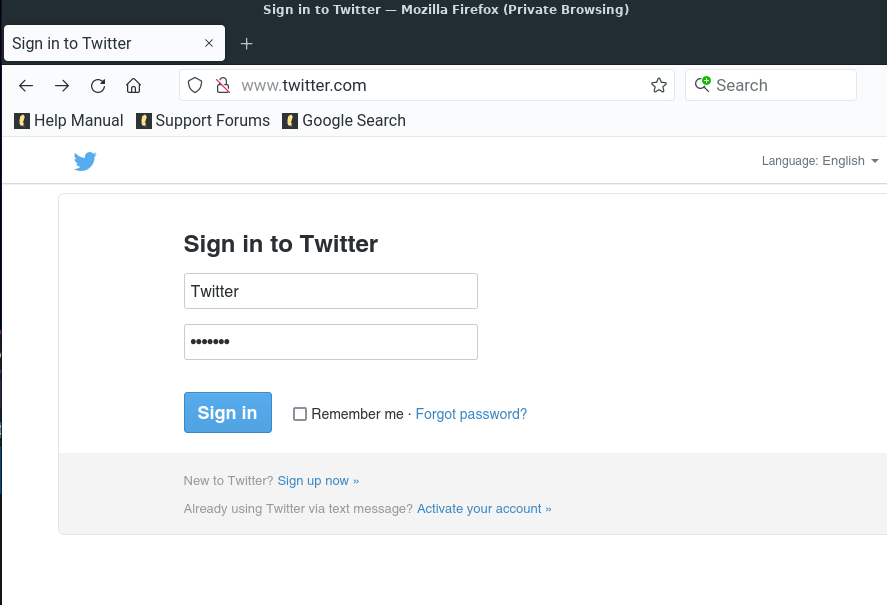 Sign in to Twitter — Mozilla Firefox (Private Browsing)
Sign in to Twitter × +
www.twitter.com Search
Help Manual Support Forums Google Search
Language: English
Sign in to Twitter
Twitter
•••••••
Sign in Remember me · Forgot password?
New to Twitter? Sign up now »
Already using Twitter via text message? Activate your account »